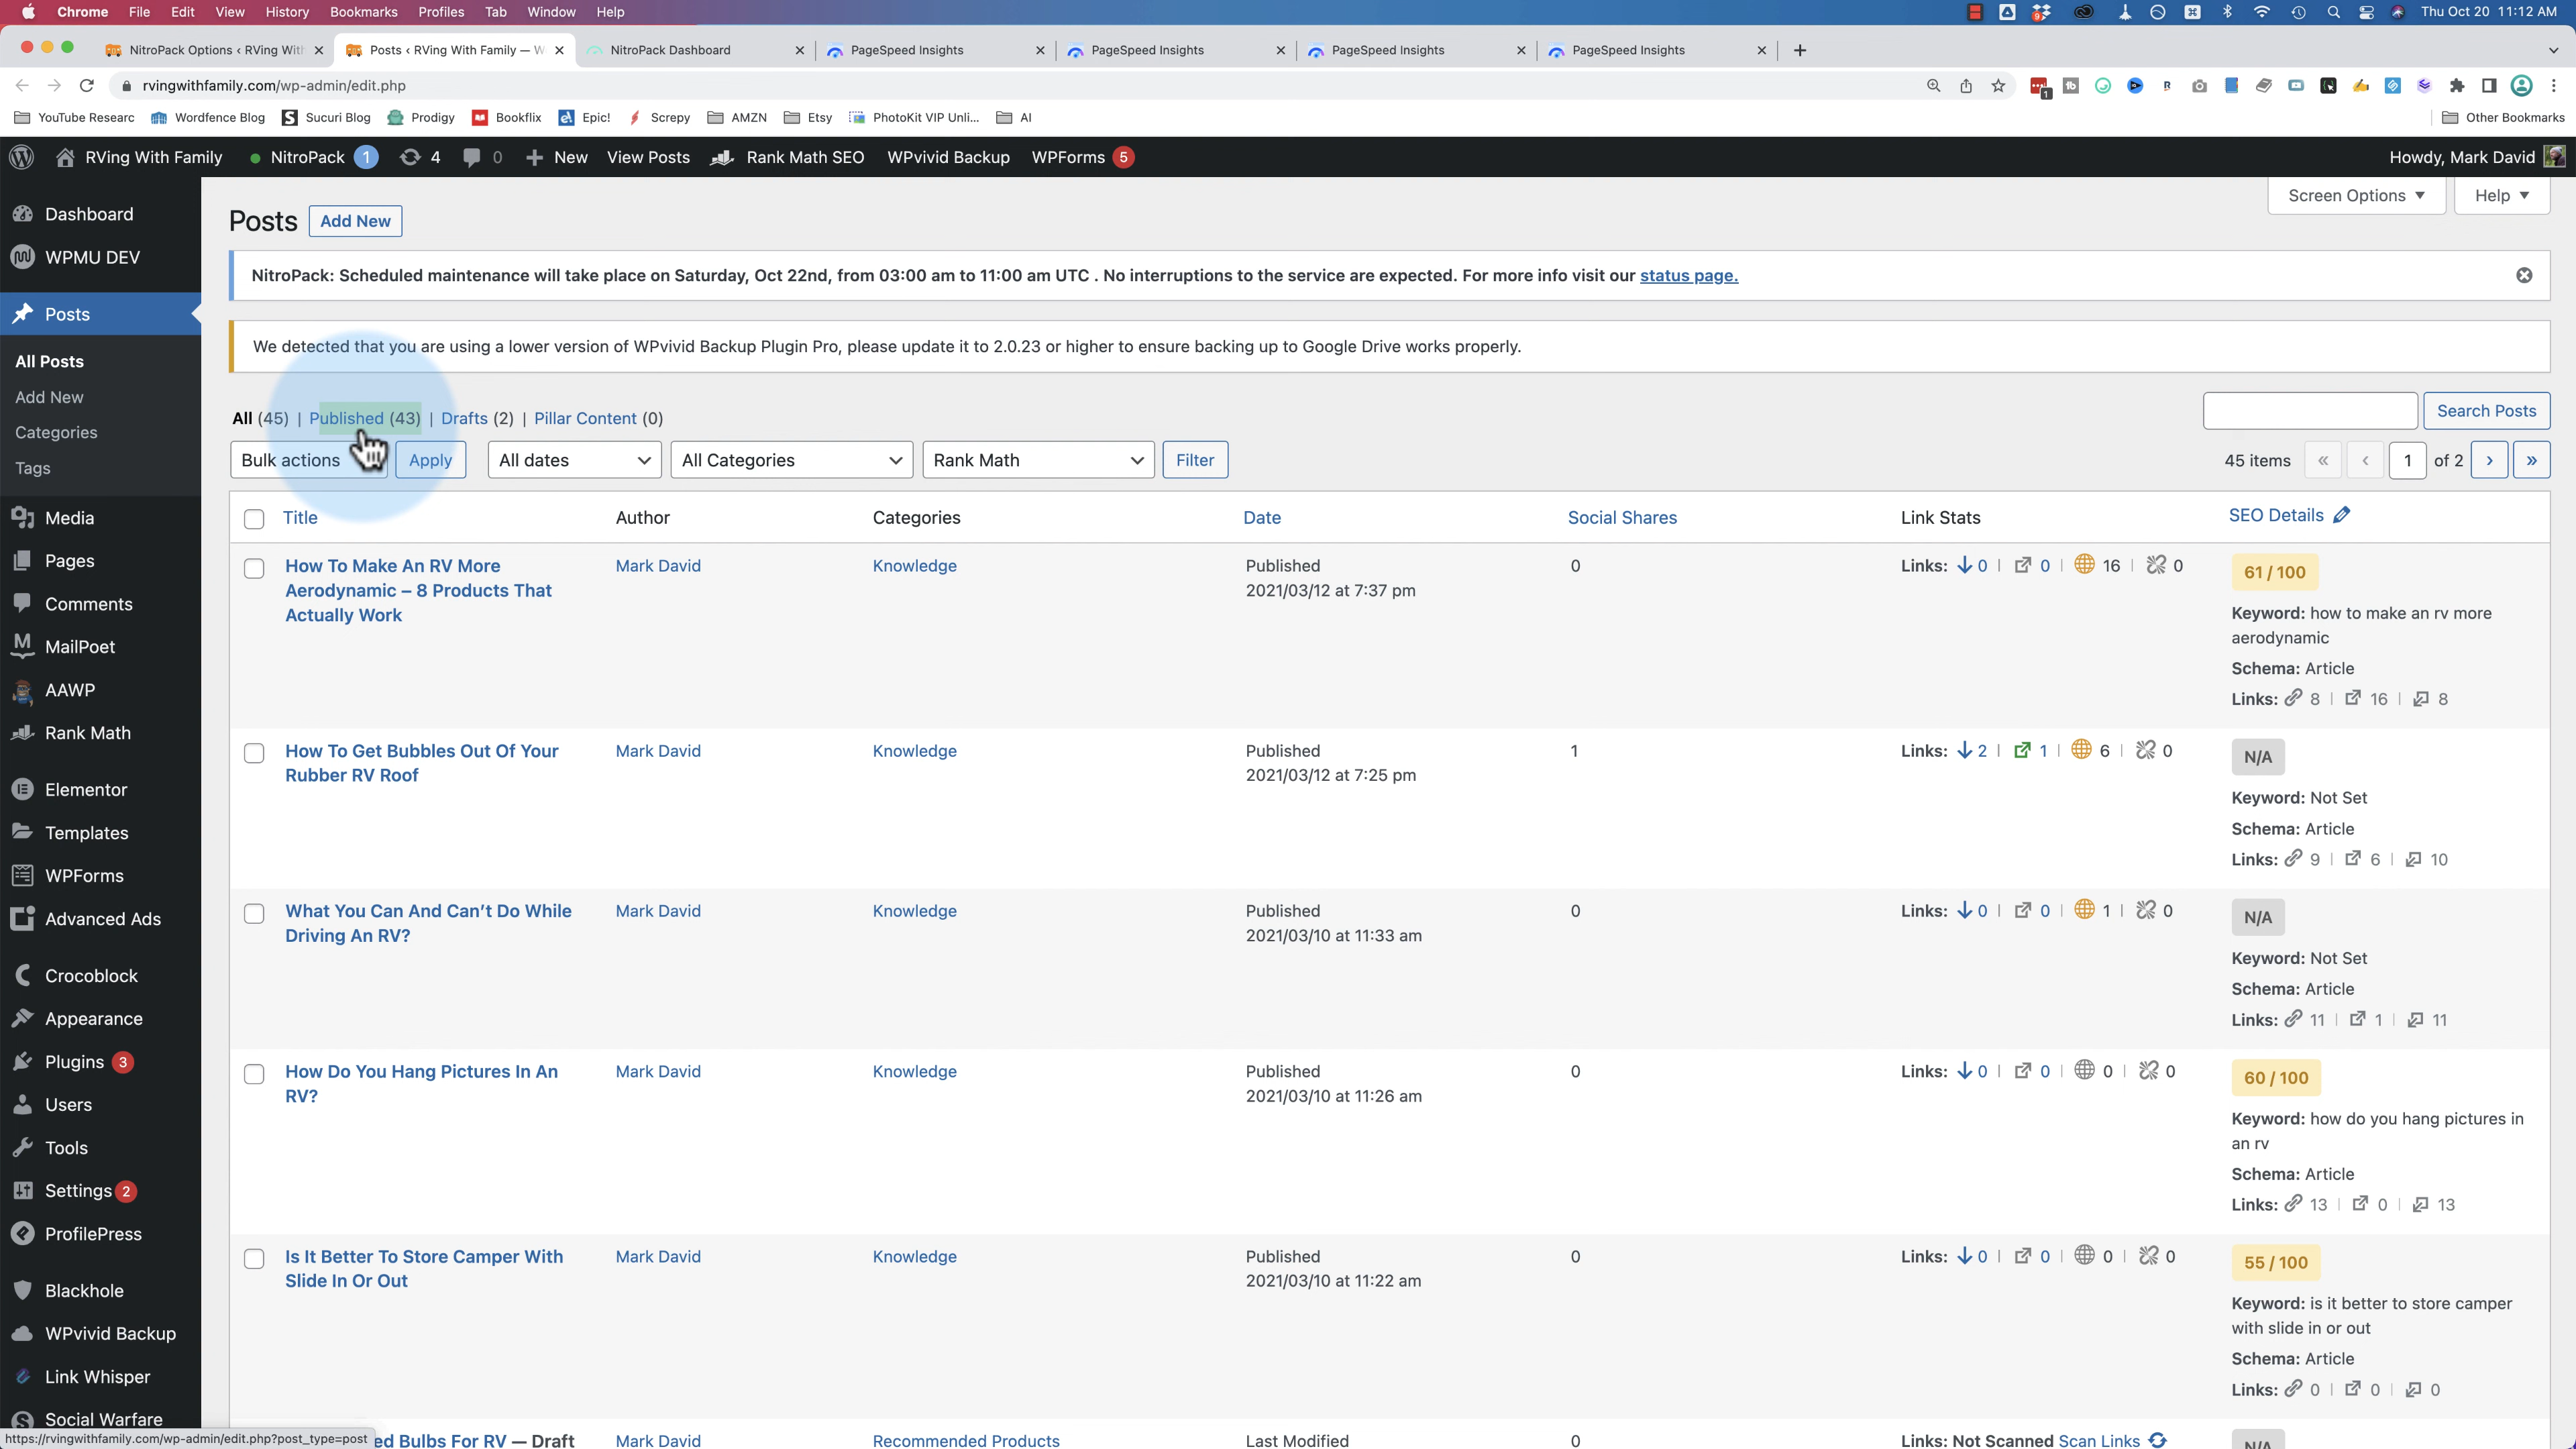 Chrome File Edit View History Bookmarks Profiles Tab Window Help
9
Thu Oct 20 11:12 AM
NitroPack Options ‹ RVing With
Posts ‹ RVing With Family — W
NitroPack Dashboard
PageSpeed Insights
PageSpeed Insights
PageSpeed Insights
PageSpeed Insights
rvingwithfamily.com/wp-admin/edit.php
1
YouTube Researc Wordfence Blog Sucuri Blog Prodigy Bookflix Epic! Screpy AMZN Etsy PhotoKit VIP Unli... AI Other Bookmarks
RVing With Family NitroPack 1 4 0 New View Posts Rank Math SEO WPvivid Backup WPForms 5 Howdy, Mark David
Dashboard
WPMU DEV
Posts
All Posts
Add New
Categories
Tags
Media
Pages
Comments
MailPoet
AAWP
Rank Math
Elementor
Templates
WPForms
Advanced Ads
Crocoblock
Appearance
Plugins 3
Users
Tools
Settings 2
ProfilePress
Blackhole
WPvivid Backup
Link Whisper
Social Warfare
Screen Options Help
Posts Add New
NitroPack: Scheduled maintenance will take place on Saturday, Oct 22nd, from 03:00 am to 11:00 am UTC . No interruptions to the service are expected. For more info visit our status page.
We detected that you are using a lower version of WPvivid Backup Plugin Pro, please update it to 2.0.23 or higher to ensure backing up to Google Drive works properly.
All (45) | Published (43) | Drafts (2) | Pillar Content (0)
Search Posts
Bulk actions Apply All dates All Categories Rank Math Filter
45 items « ‹ 1 of 2 › »
Title Author Categories Date Social Shares Link Stats SEO Details
How To Make An RV More
Aerodynamic – 8 Products That
Actually Work
Mark David
Knowledge
Published
2021/03/12 at 7:37 pm
0
Links: 0 | 0 | 16 | 0
61 / 100
Keyword: how to make an rv more
aerodynamic
Schema: Article
Links: 8 | 16 | 8
How To Get Bubbles Out Of Your
Rubber RV Roof
Mark David
Knowledge
Published
2021/03/12 at 7:25 pm
1
Links: 2 | 1 | 6 | 0
N/A
Keyword: Not Set
Schema: Article
Links: 9 | 6 | 10
What You Can And Can’t Do While
Driving An RV?
Mark David
Knowledge
Published
2021/03/10 at 11:33 am
0
Links: 0 | 0 | 1 | 0
N/A
Keyword: Not Set
Schema: Article
Links: 11 | 1 | 11
How Do You Hang Pictures In An
RV?
Mark David
Knowledge
Published
2021/03/10 at 11:26 am
0
Links: 0 | 0 | 0 | 0
60 / 100
Keyword: how do you hang pictures in
an rv
Schema: Article
Links: 13 | 0 | 13
Is It Better To Store Camper With
Slide In Or Out
Mark David
Knowledge
Published
2021/03/10 at 11:22 am
0
Links: 0 | 0 | 0 | 0
55 / 100
Keyword: is it better to store camper
with slide in or out
Schema: Article
Links: 0 | 0 | 0
ed Bulbs For RV — Draft
Mark David
Recommended Products
Last Modified
0
Links: Not Scanned Scan Links
N/A
https://rvingwithfamily.com/wp-admin/edit.php?post_type=post